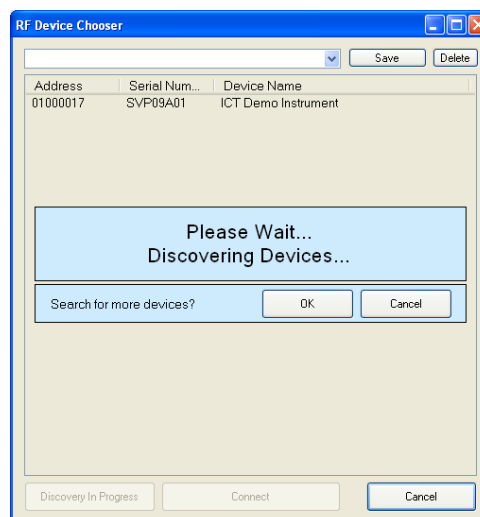 RF Device Chooser
Save Delete
Address Serial Num... Device Name
01000017 SVP09A01 ICT Demo Instrument
Please Wait...
Discovering Devices...
Search for more devices? OK Cancel
Discovery In Progress Connect Cancel